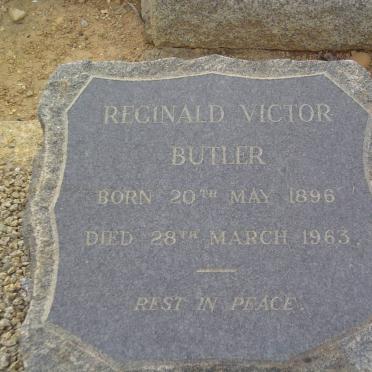 REGINALD VICTOR
BUTLER
BORN 20TH MAY 1896
DIED 28TH MARCH 1963.
REST IN PEACE.